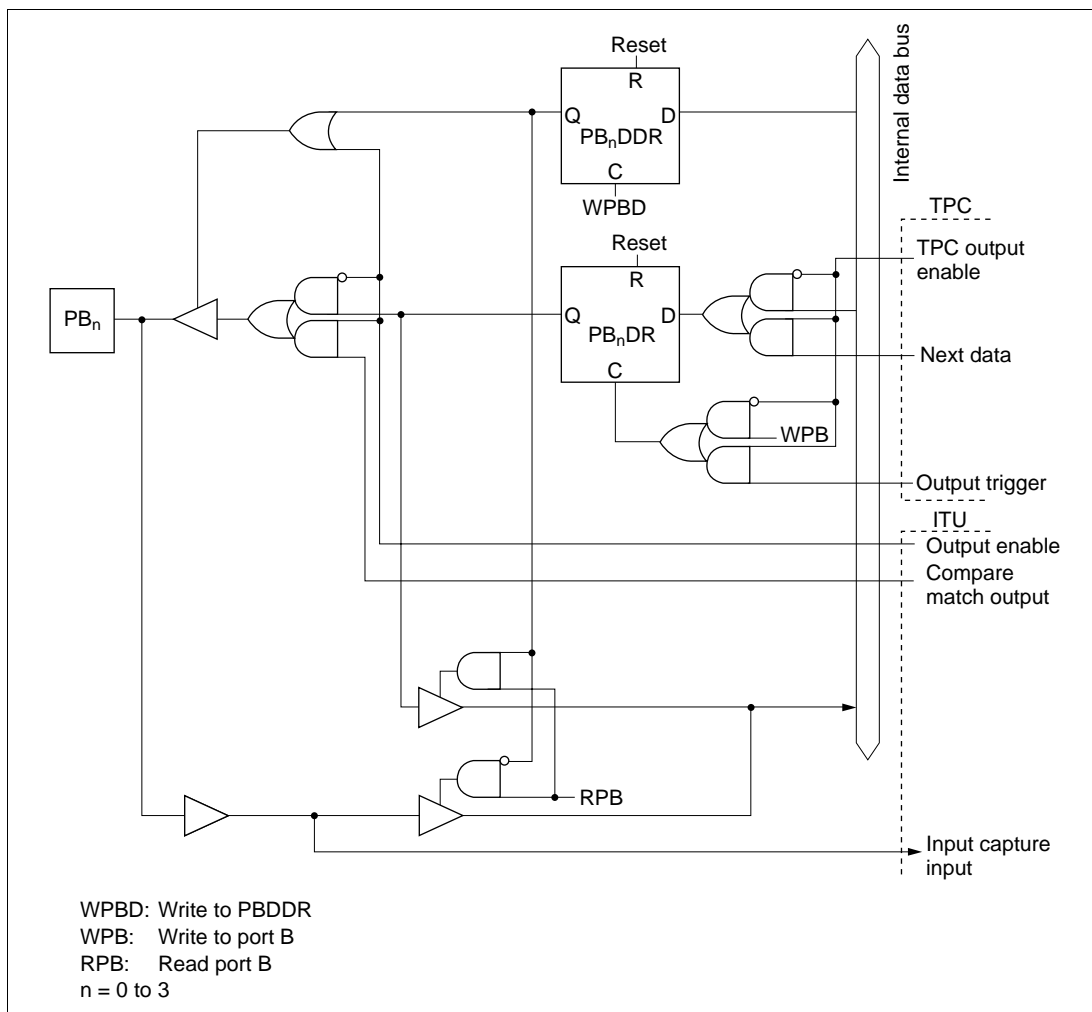 Reset
R
Q
D
PBnDDR
C
WPBD
Internal data bus
TPC
Reset
R
TPC output
enable
PBn
Q
D
PBnDR
C
Next data
WPB
Output trigger
ITU
Output enable
Compare
match output
RPB
Input capture
input
WPBD: Write to PBDDR
WPB: Write to port B
RPB: Read port B
n = 0 to 3